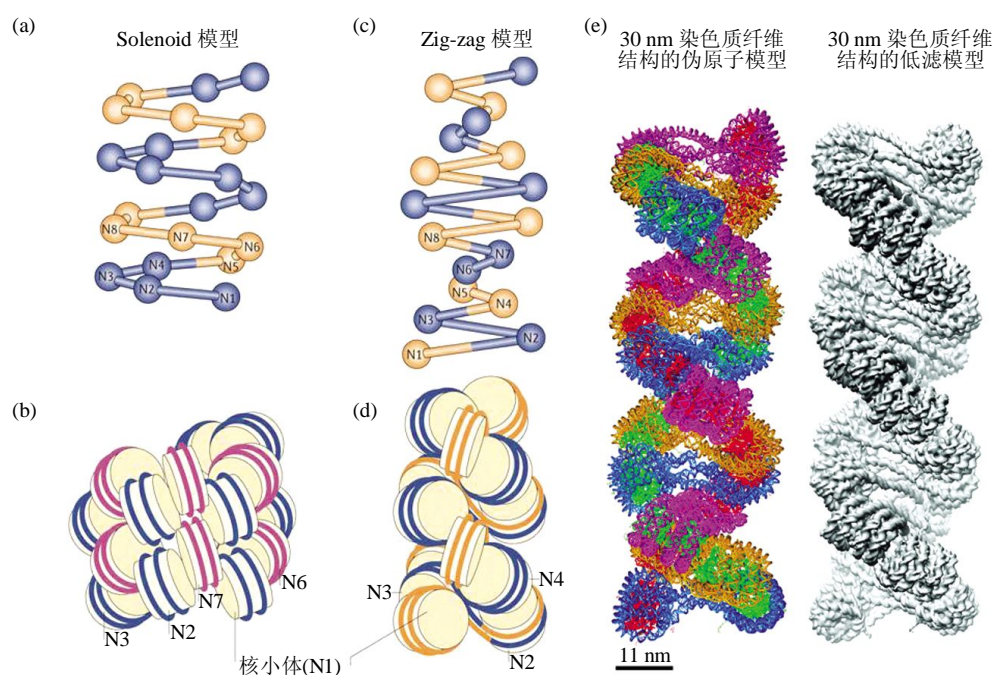 (a)
Solenoid 模型
N8
N7
N6
N5
N4
N3
N2
N1
(b)
N7
N6
N3
N2
核小体(N1)
(c)
Zig-zag 模型
N8
N7
N6
N5
N4
N3
N2
N1
(d)
N3
N4
N2
(e)
30 nm 染色质纤维
结构的伪原子模型
30 nm 染色质纤维
结构的低滤模型
11 nm